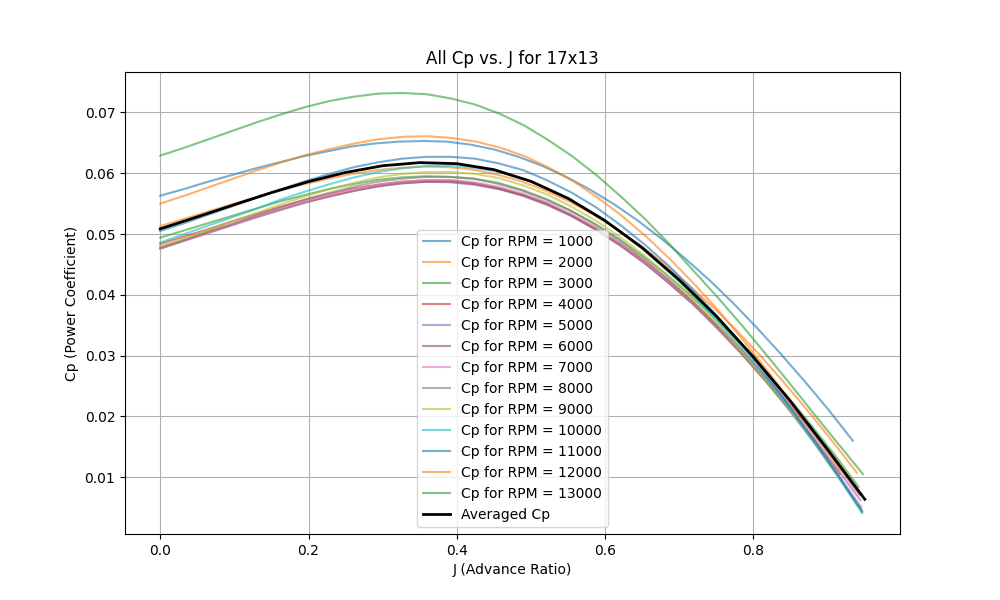 All Cp vs. J for 17x13
Cp (Power Coefficient)
0.07
0.06
0.05
0.04
0.03
0.02
0.01
Cp for RPM = 1000
Cp for RPM = 2000
Cp for RPM = 3000
Cp for RPM = 4000
Cp for RPM = 5000
Cp for RPM = 6000
Cp for RPM = 7000
Cp for RPM = 8000
Cp for RPM = 9000
Cp for RPM = 10000
Cp for RPM = 11000
Cp for RPM = 12000
Cp for RPM = 13000
Averaged Cp
0.0 0.2 0.4 0.6 0.8
J (Advance Ratio)